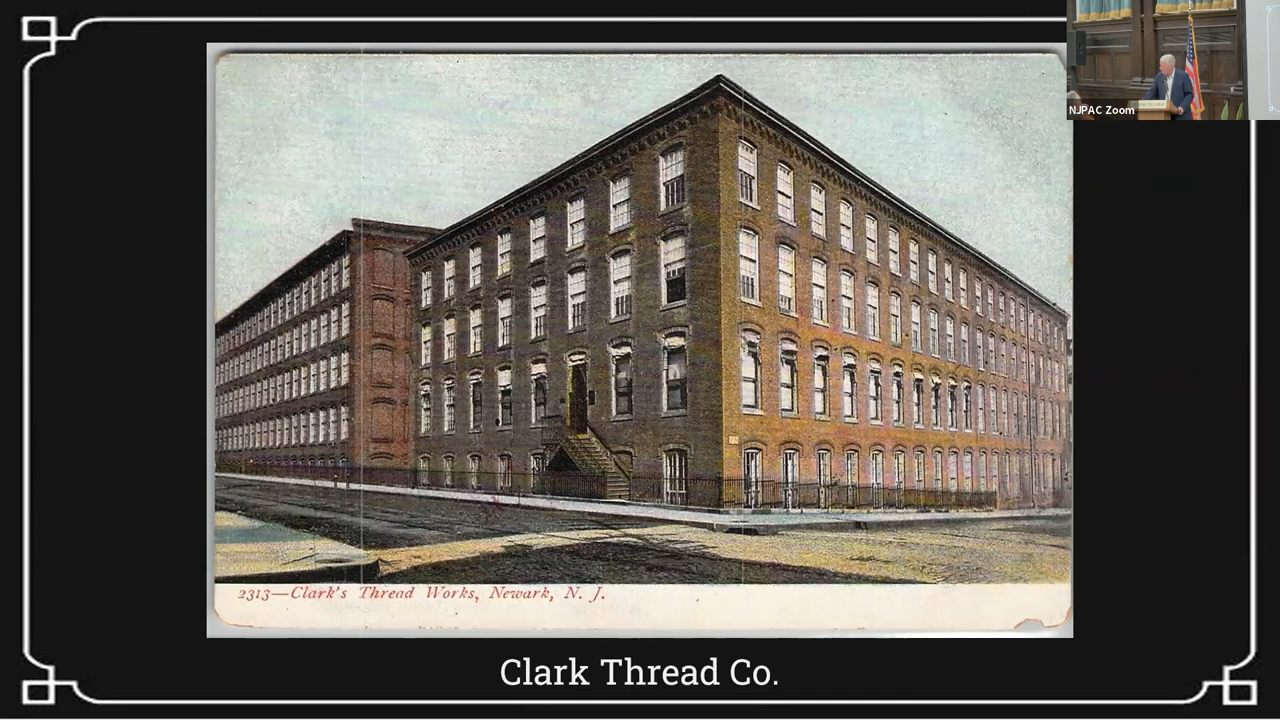 NJPAC Zoom
2313—Clark's Thread Works, Newark, N. J.
Clark Thread Co.